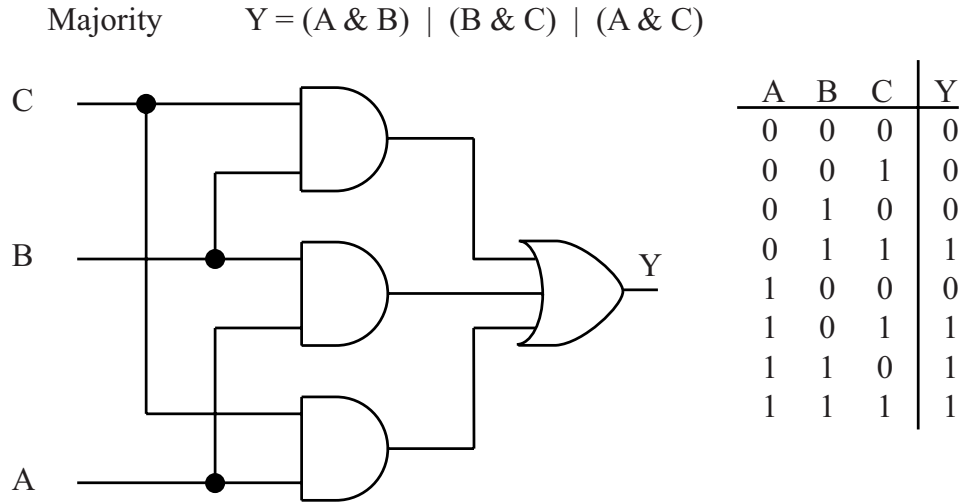 Majority Y = (A & B) | (B & C) | (A & C)
C
B
A
Y
A B C Y
0 0 0 0
0 0 1 0
0 1 0 0
0 1 1 1
1 0 0 0
1 0 1 1
1 1 0 1
1 1 1 1